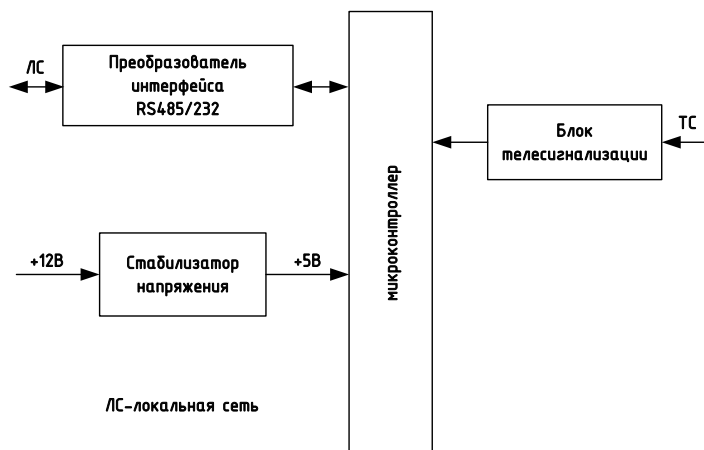 ЛС
Преобразователь
интерфейса
RS485/232
Блок
телесигнализации
ТС
микроконтроллер
+12В
Стабилизатор
напряжения
+5В
ЛС-локальная сеть